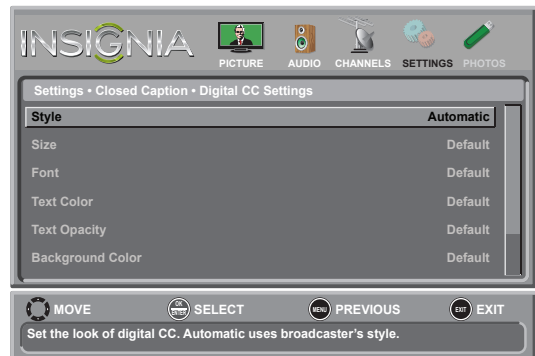 INSIGNIA
PICTURE AUDIO CHANNELS SETTINGS PHOTOS
Settings • Closed Caption • Digital CC Settings
Style Automatic
Size Default
Font Default
Text Color Default
Text Opacity Default
Background Color Default
MOVE OK ENTER SELECT MENU PREVIOUS EXIT EXIT
Set the look of digital CC. Automatic uses broadcaster's style.